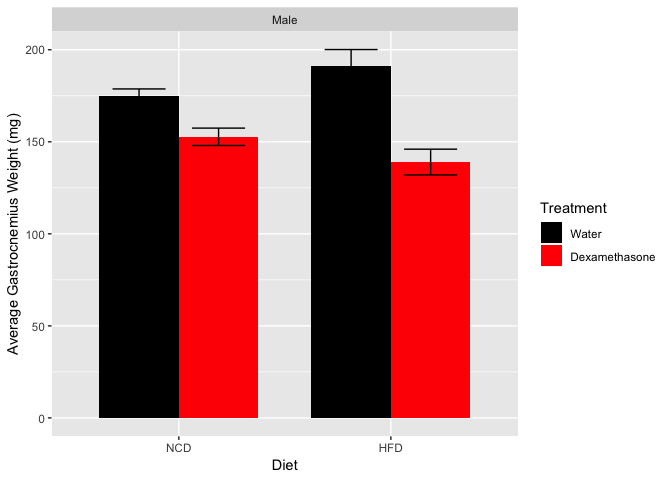 Male
200
150
100
50
0
Average Gastrocnemius Weight (mg)
NCD
HFD
Diet
Treatment
Water
Dexamethasone